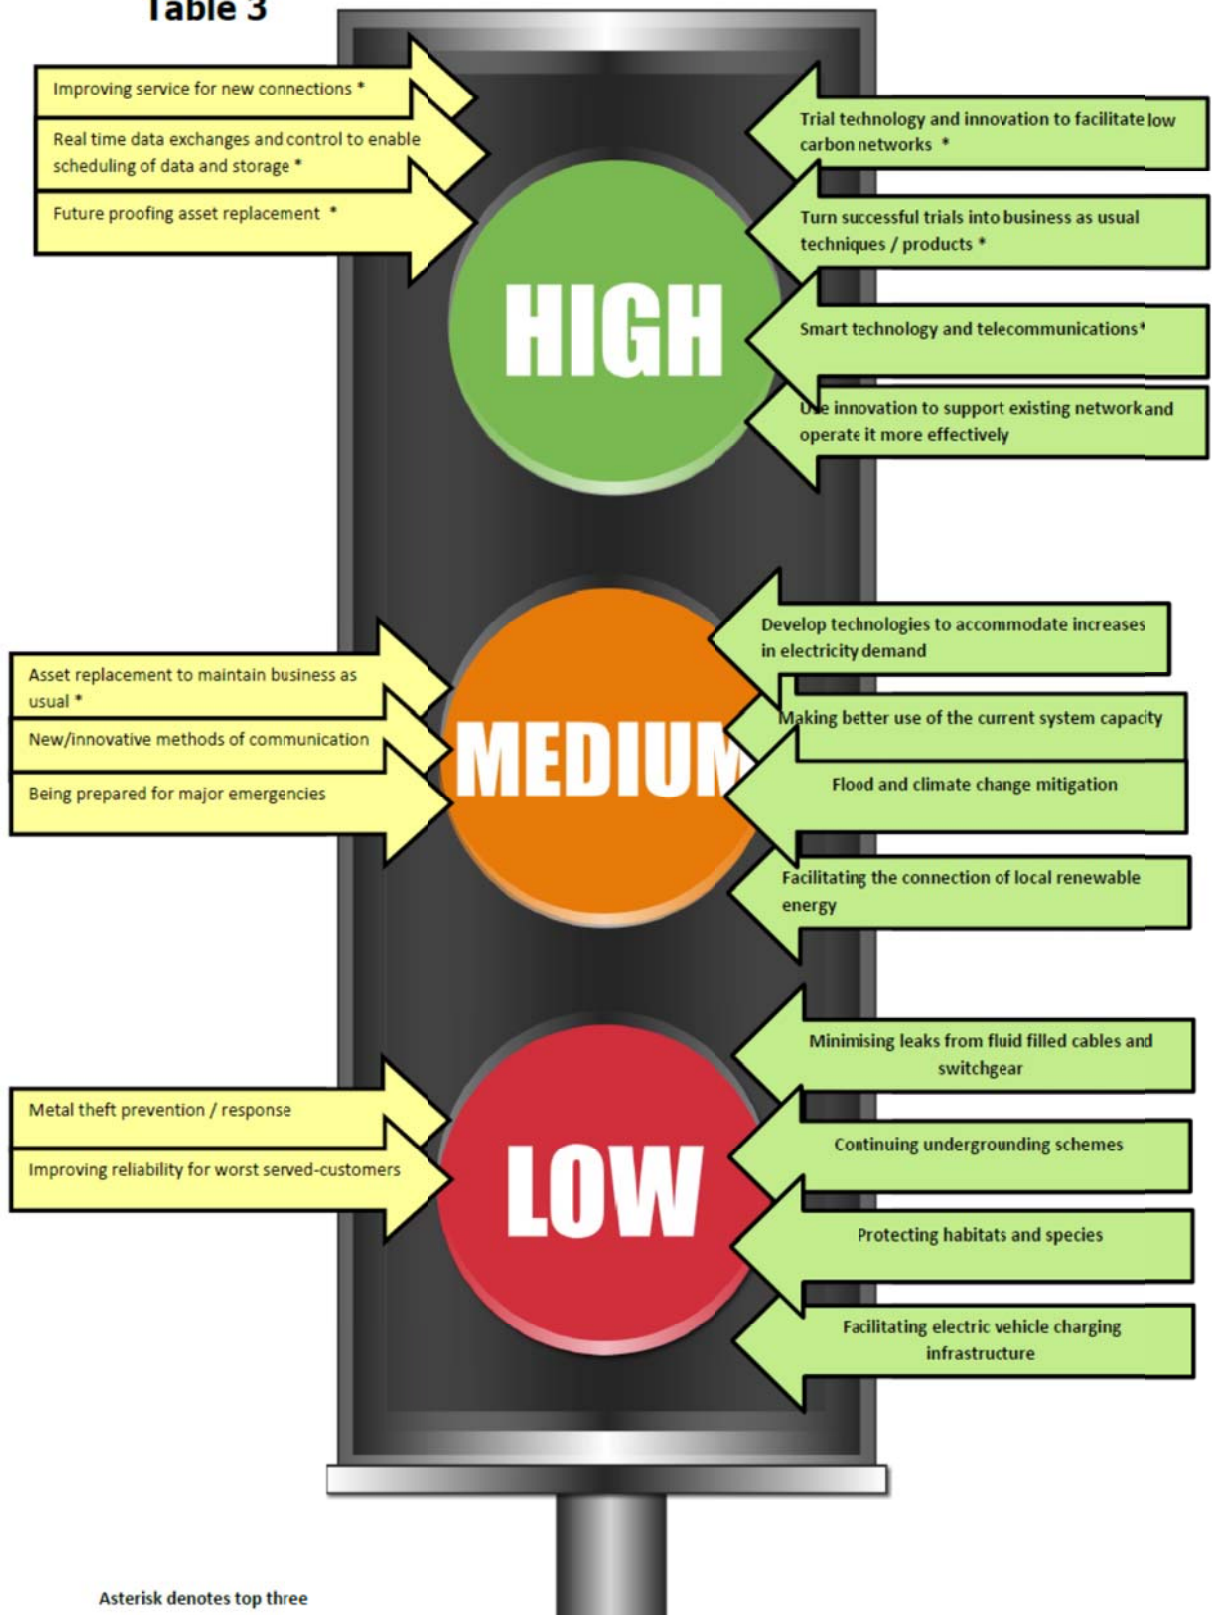 Table 3
Improving service for new connections *
Real time data exchanges and control to enable
scheduling of data and storage *
Future proofing asset replacement *
Trial technology and innovation to facilitate low
carbon networks *
Turn successful trials into business as usual
techniques / products *
Smart technology and telecommunications*
Use innovation to support existing network and
operate it more effectively
HIGH
Asset replacement to maintain business as
usual *
New/innovative methods of communication
Being prepared for major emergencies
Develop technologies to accommodate increases
in electricity demand
Making better use of the current system capacity
Flood and climate change mitigation
Facilitating the connection of local renewable
energy
MEDIUM
Metal theft prevention / response
Improving reliability for worst served-customers
Minimising leaks from fluid filled cables and
switchgear
Continuing undergrounding schemes
Protecting habitats and species
Facilitating electric vehicle charging
infrastructure
LOW
Asterisk denotes top three